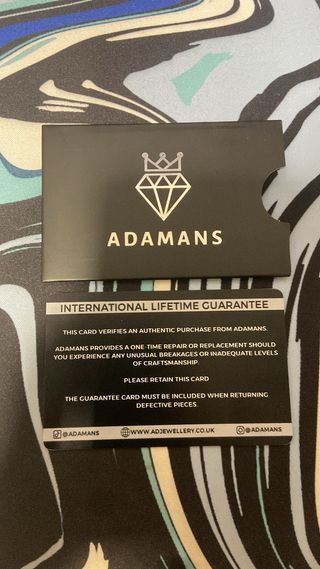 ADAMANS
INTERNATIONAL LIFETIME GUARANTEE
THIS CARD VERIFIES AN AUTHENTIC PURCHASE FROM ADAMANS.
ADAMANS PROVIDES A ONE-TIME REPAIR OR REPLACEMENT SHOULD
YOU EXPERIENCE ANY UNUSUAL BREAKAGES OR INADEQUATE LEVELS
OF CRAFTSMANSHIP.
PLEASE RETAIN THIS CARD
THE GUARANTEE CARD MUST BE INCLUDED WHEN RETURNING
DEFECTIVE PIECES.
@ADAMANS WWW.ADJEWELLERY.CO.UK @ADAMANS